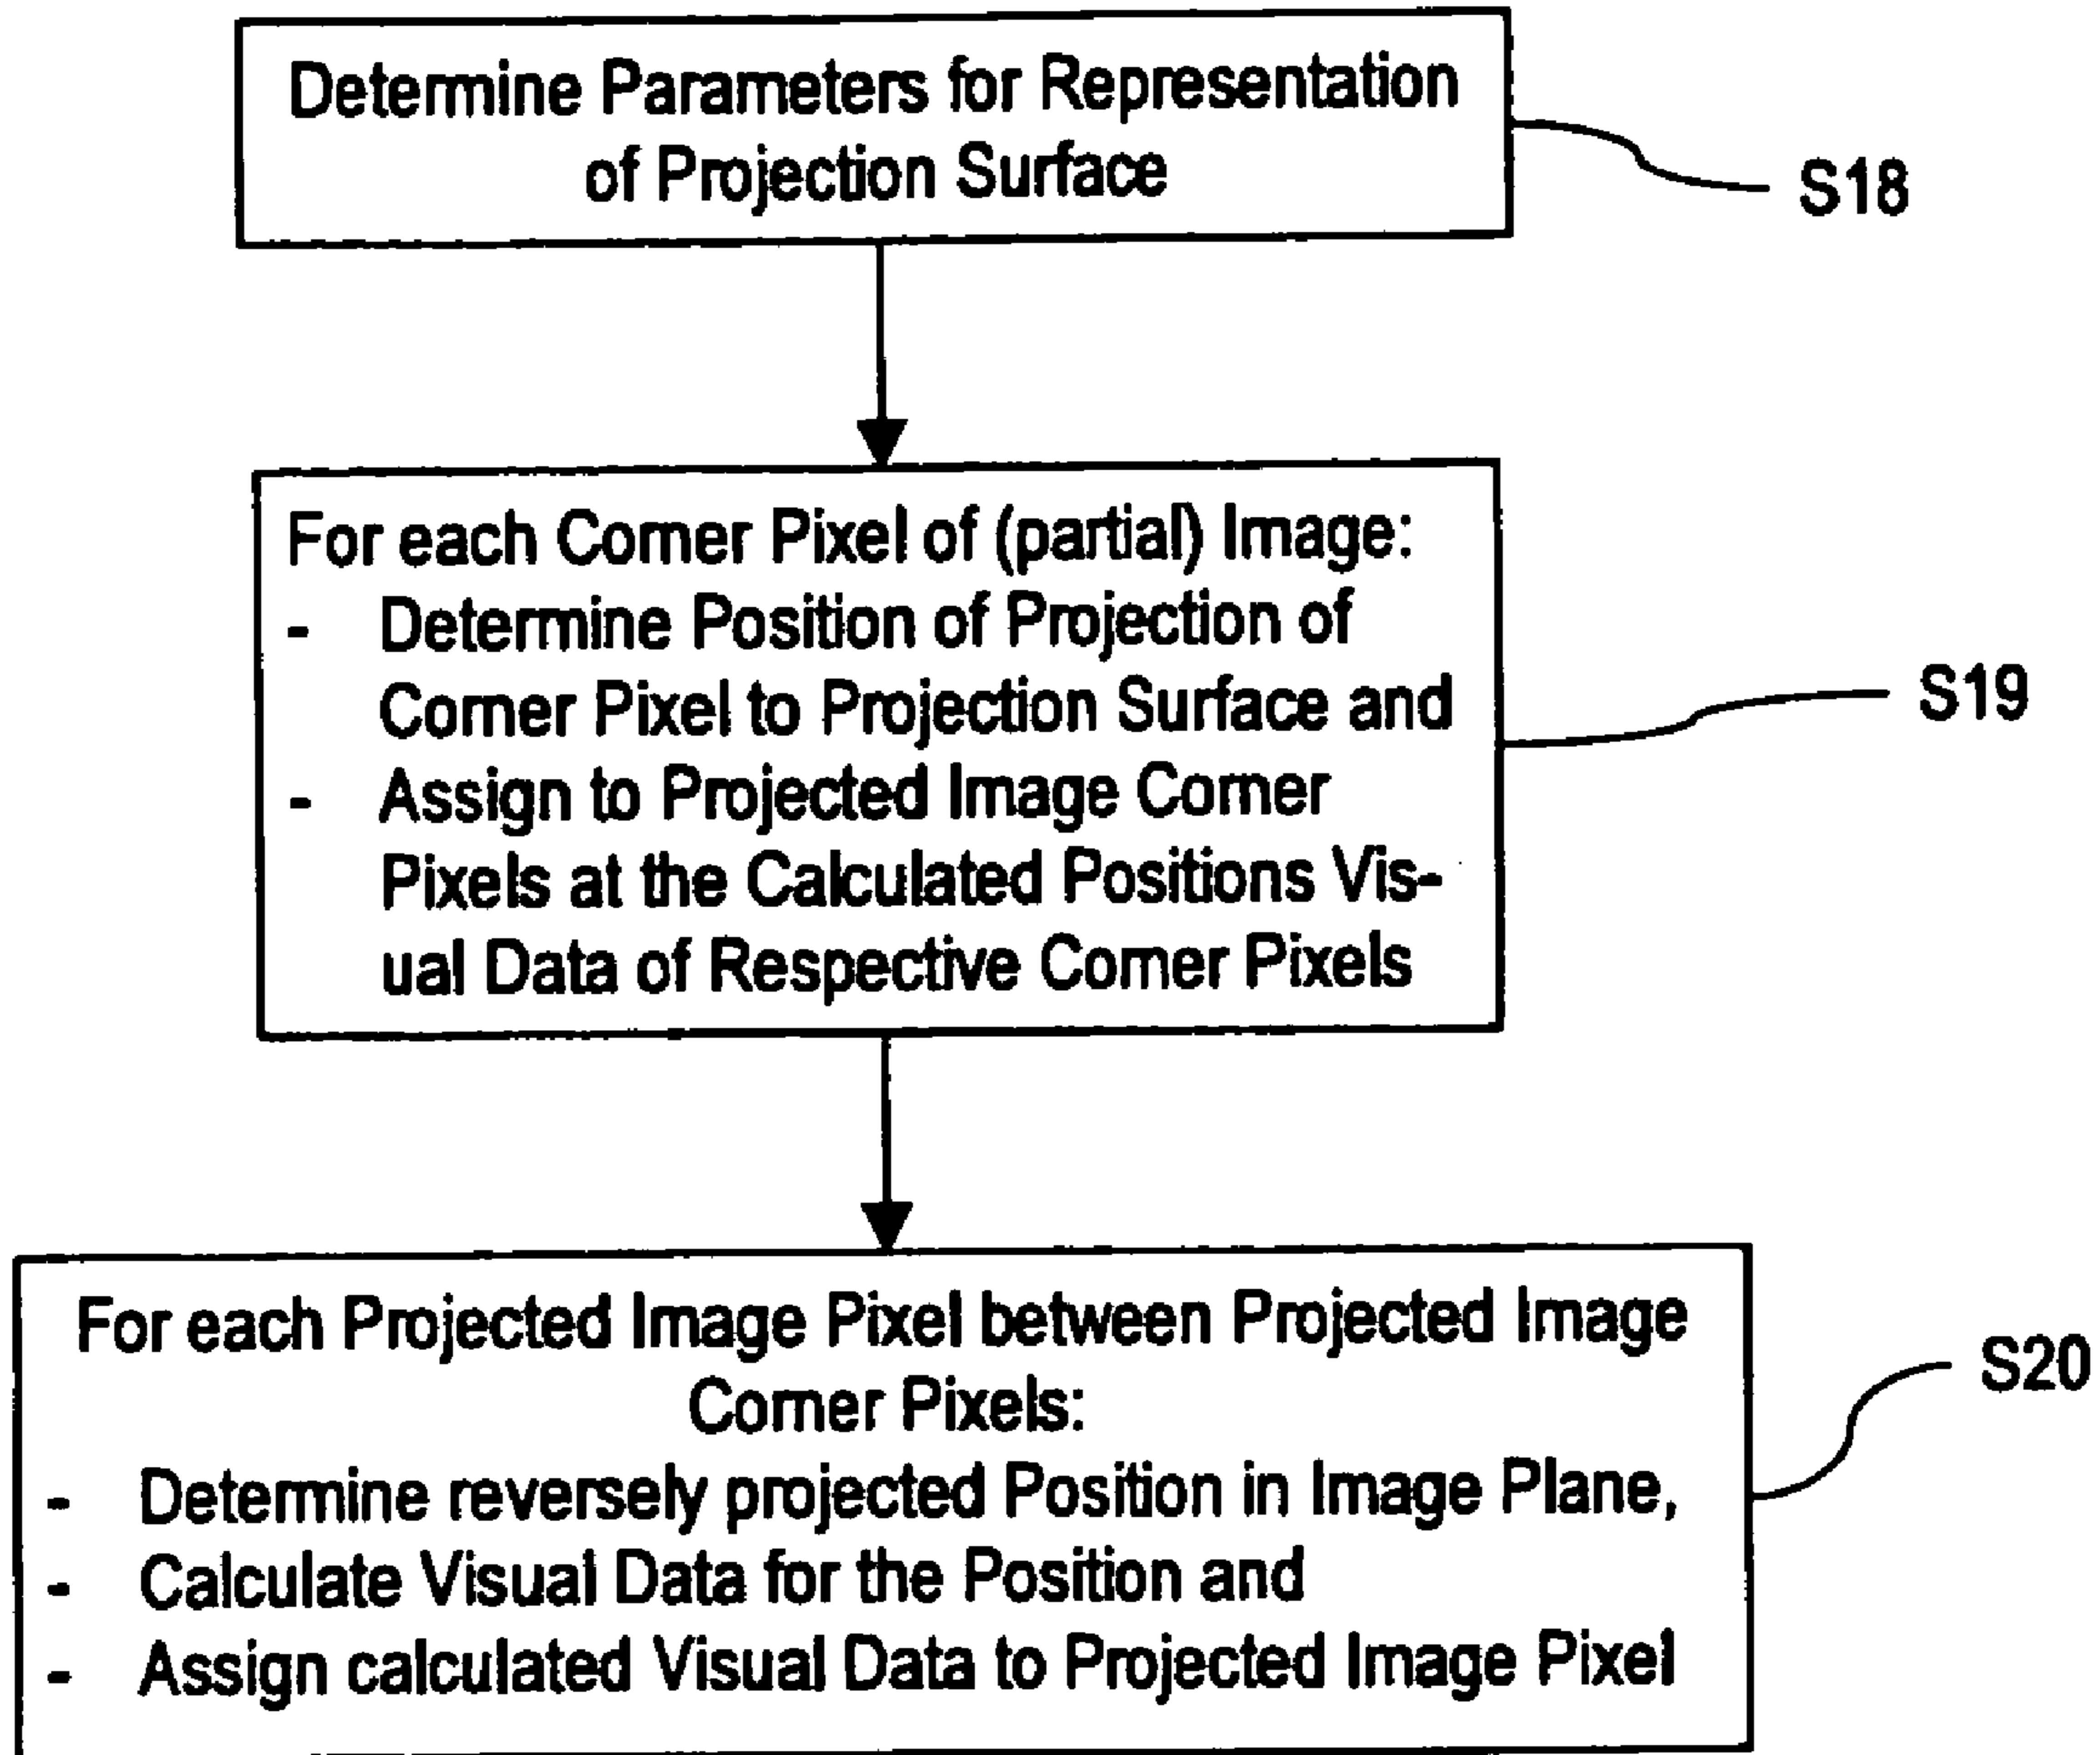 Determine Parameters for Representation
of Projection Surface
S18
For each Corner Pixel of (partial) Image:
- Determine Position of Projection of
Corner Pixel to Projection Surface and
- Assign to Projected Image Corner
Pixels at the Calculated Positions Vis-
ual Data of Respective Corner Pixels
S19
For each Projected Image Pixel between Projected Image
Corner Pixels:
- Determine reversely projected Position in Image Plane,
- Calculate Visual Data for the Position and
- Assign calculated Visual Data to Projected Image Pixel
S20